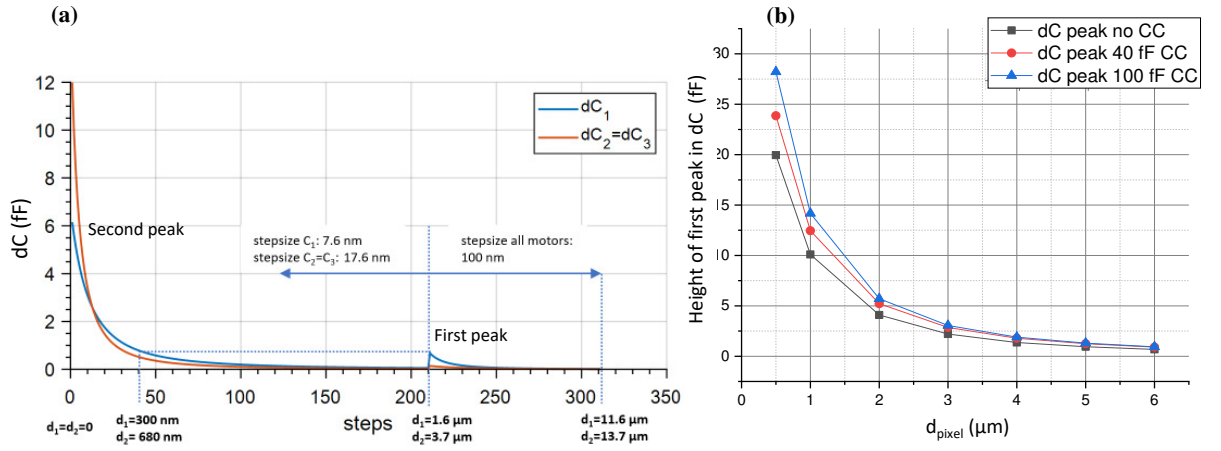 (a)
12
10
8
6
4
2
0
dC (fF)
dC₁
dC₂=dC₃
Second peak
stepsize C₁: 7.6 nm
stepsize C₂=C₃: 17.6 nm
stepsize all motors:
100 nm
First peak
0 50 100 150 200 250 300 350
steps
d₁=d₂=0
d₁=300 nm
d₂= 680 nm
d₁=1.6 µm
d₂=3.7 µm
d₁=11.6 µm
d₂=13.7 µm
(b)
dC peak no CC
dC peak 40 fF CC
dC peak 100 fF CC
30
25
20
15
10
5
0
Height of first peak in dC (fF)
0 1 2 3 4 5 6
dpixel (µm)